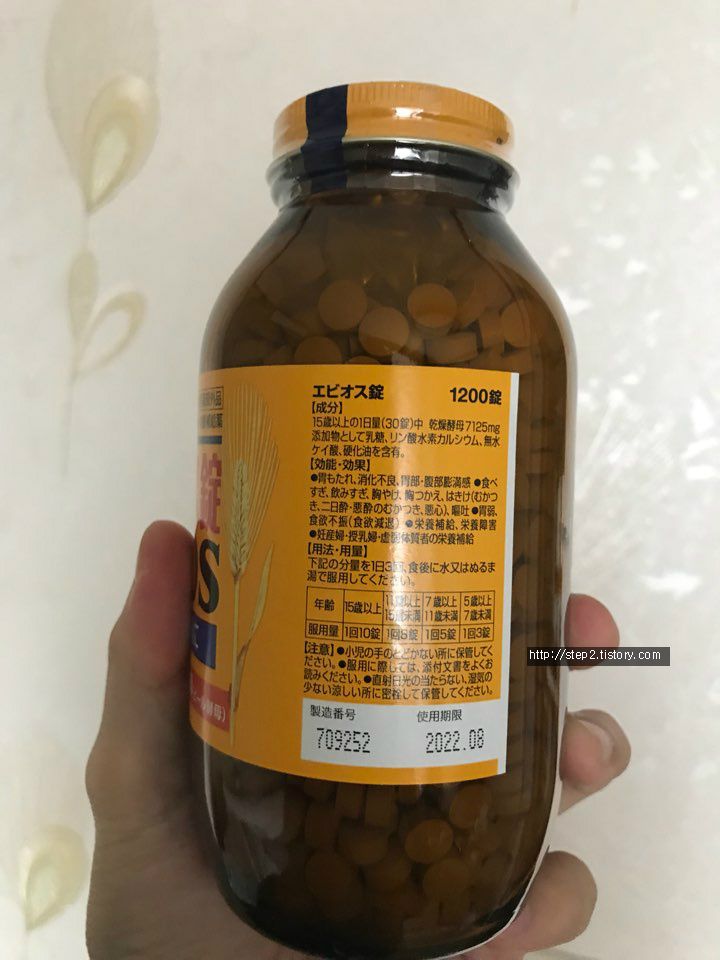 エビオス錠 1200錠
【成分】
15歳以上の1日量(30錠)中 乾燥酵母7125mg
添加物として乳糖、リン酸水素カルシウム、無水
ケイ酸、硬化油を含有。
【効能・効果】
●胃もたれ、消化不良、胃部・腹部膨満感 ●食べ
すぎ、飲みすぎ、胸やけ、胸つかえ、はきけ(むかつ
き、二日酔・悪酔のむかつき、悪心)、嘔吐 ●胃弱、
食欲不振(食欲減退) ●栄養補給、栄養障害
●妊産婦・授乳婦・虚弱体質者の栄養補給
【用法・用量】
下記の分量を1日3回、食後に水又はぬるま
湯で服用してください。
年齢 15歳以上 11歳以上 7歳以上 5歳以上
15歳未満 11歳未満 7歳未満
服用量 1回10錠 1回8錠 1回5錠 1回3錠
【注意】●小児の手のとどかない所に保管してく
ださい。●服用に際しては、添付文書をよくお
読みください。●直射日光の当たらない、湿気の
少ない涼しい所に密栓して保管してください。
製造番号 使用期限
709252 2022.08
錠
OS
http://step2.tistory.com